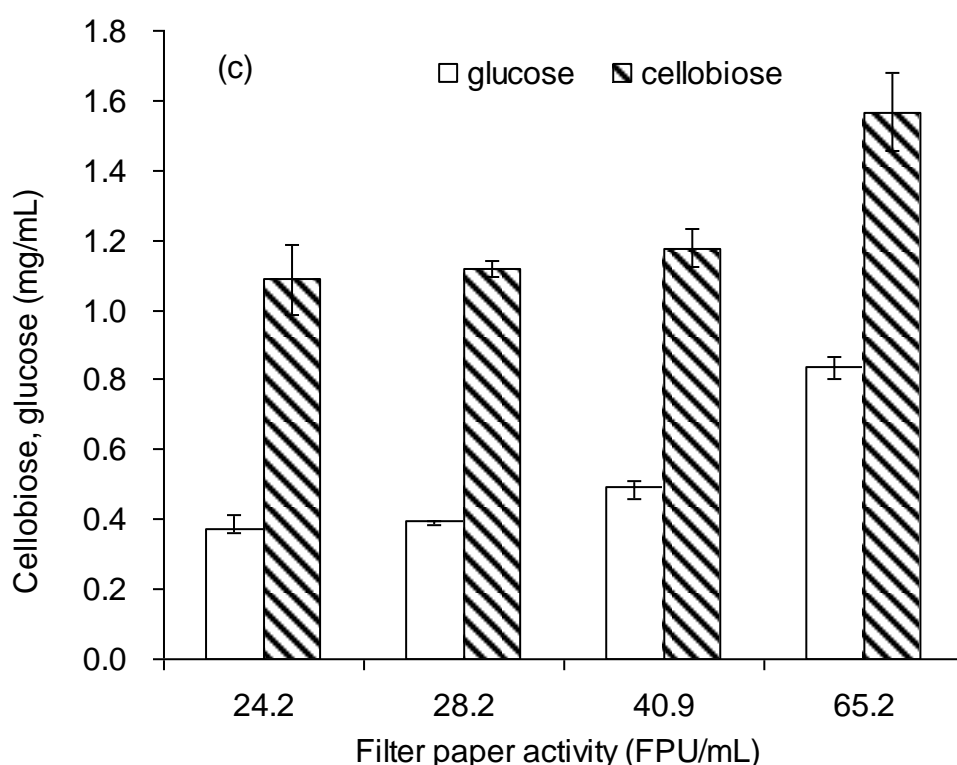 (c)
glucose cellobiose
Cellobiose, glucose (mg/mL)
1.8
1.6
1.4
1.2
1.0
0.8
0.6
0.4
0.2
0.0
24.2 28.2 40.9 65.2
Filter paper activity (FPU/mL)